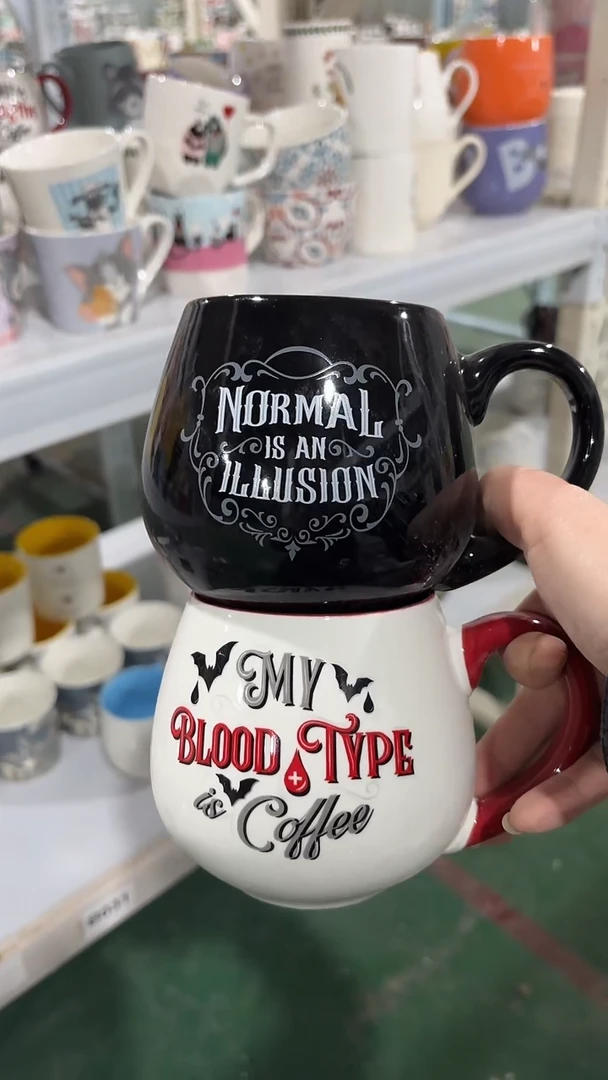 NORMAL
IS AN
ILLUSION
MY
BLOOD TYPE
is Coffee